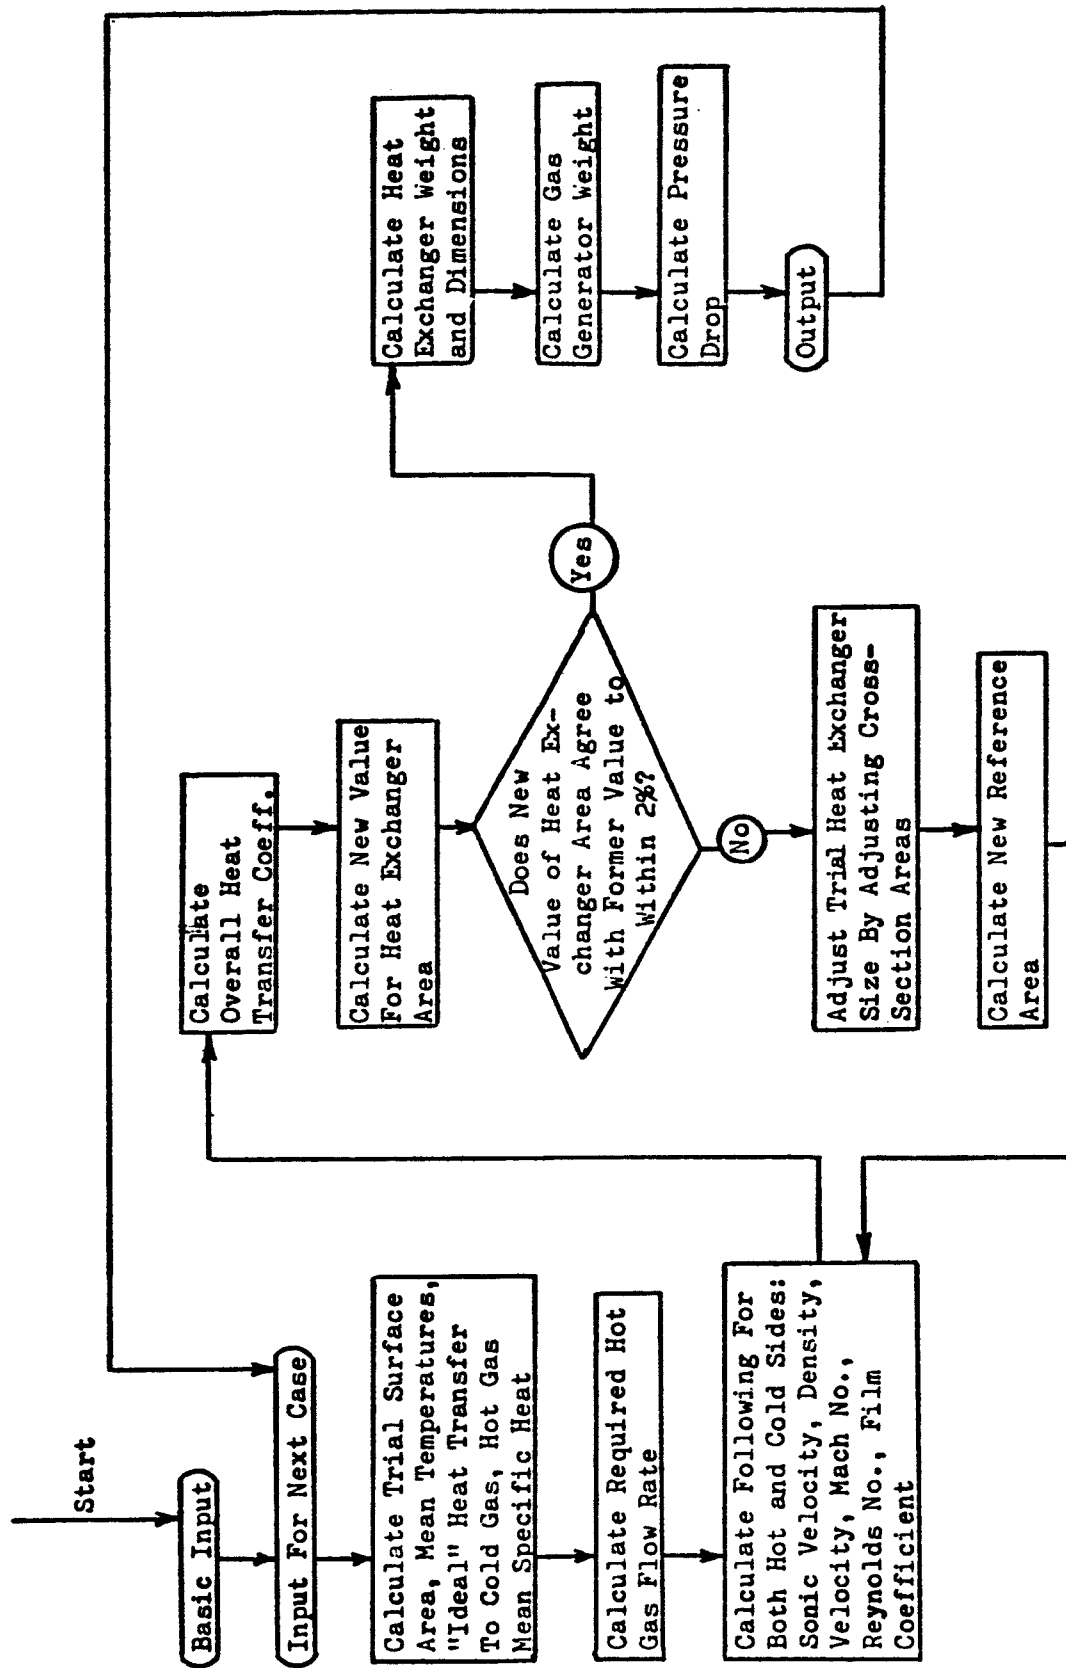 Start
Basic Input
Input For Next Case
Calculate Trial Surface
Area, Mean Temperatures,
"Ideal" Heat Transfer
To Cold Gas, Hot Gas
Mean Specific Heat
Calculate Required Hot
Gas Flow Rate
Calculate Following For
Both Hot and Cold Sides:
Sonic Velocity, Density,
Velocity, Mach No.,
Reynolds No., Film
Coefficient
Calculate
Overall Heat
Transfer Coeff.
Calculate New Value
For Heat Exchanger
Area
Does New
Value of Heat Ex-
changer Area Agree
With Former Value to
Within 2%?
Yes
No
Adjust Trial Heat Exchanger
Size By Adjusting Cross-
Section Areas
Calculate New Reference
Area
Calculate Heat
Exchanger Weight
and Dimensions
Calculate Gas
Generator Weight
Calculate Pressure
Drop
Output